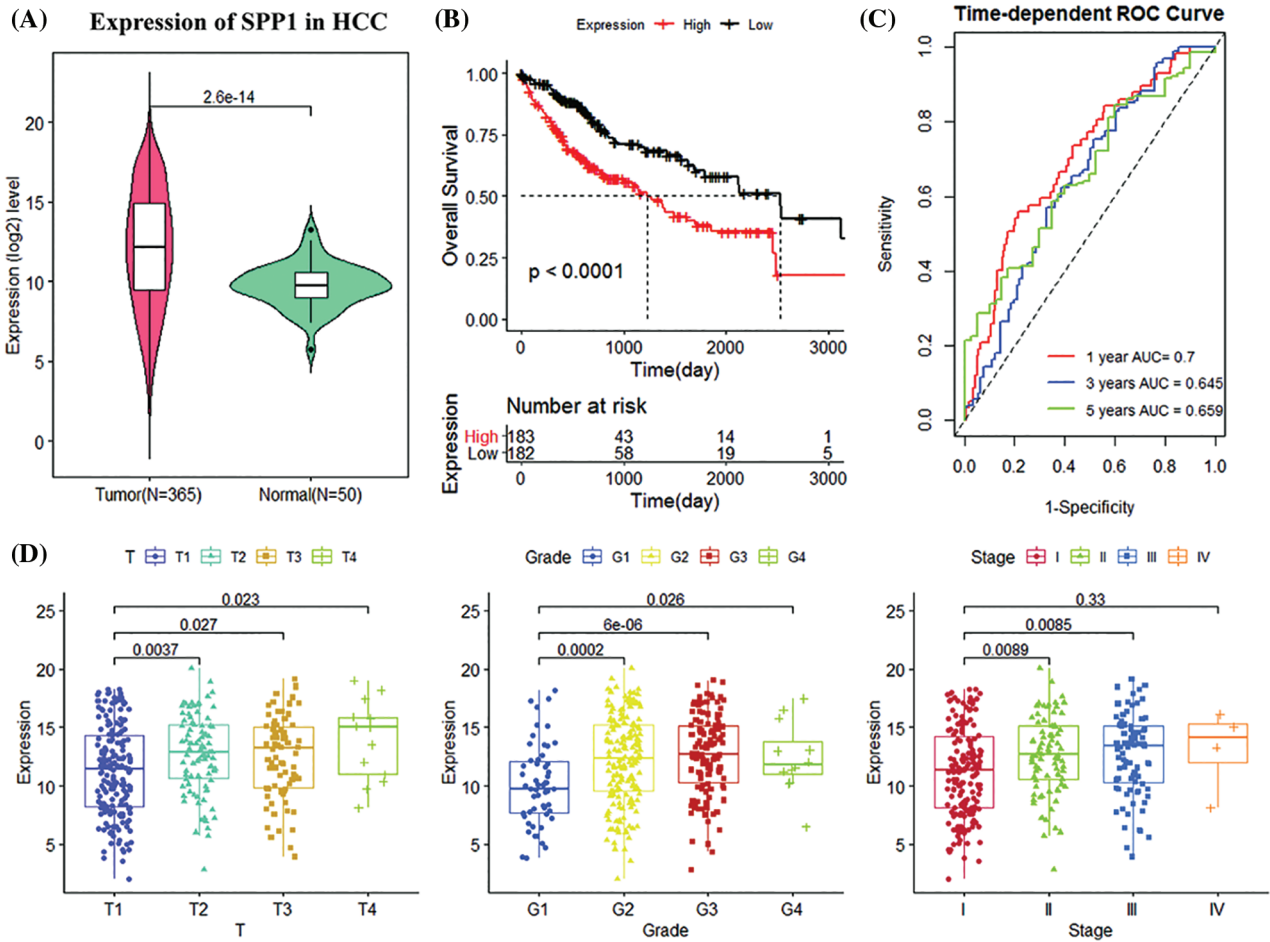 (A) Expression of SPP1 in HCC
2.6e-14
Expression (log2) level
20
15
10
5
0
Tumor(N=365) Normal(N=50)
(B)
Expression High Low
Overall Survival
1.00
0.75
0.50
0.25
0.00
p < 0.0001
0 1000 2000 3000
Time(day)
Number at risk
Expression
High 183 43 14 1
Low 182 58 19 5
0 1000 2000 3000
Time(day)
(C) Time-dependent ROC Curve
Sensitivity
1.0
0.8
0.6
0.4
0.2
0.0
1 year AUC= 0.7
3 years AUC = 0.645
5 years AUC = 0.659
0.0 0.2 0.4 0.6 0.8 1.0
1-Specificity
(D)
T T1 T2 T3 T4
0.023
0.027
0.0037
Expression
25
20
15
10
5
T1 T2 T3 T4
T
Grade G1 G2 G3 G4
0.026
6e-06
0.0002
Expression
25
20
15
10
5
G1 G2 G3 G4
Grade
Stage I II III IV
0.33
0.0085
0.0089
Expression
25
20
15
10
5
I II III IV
Stage